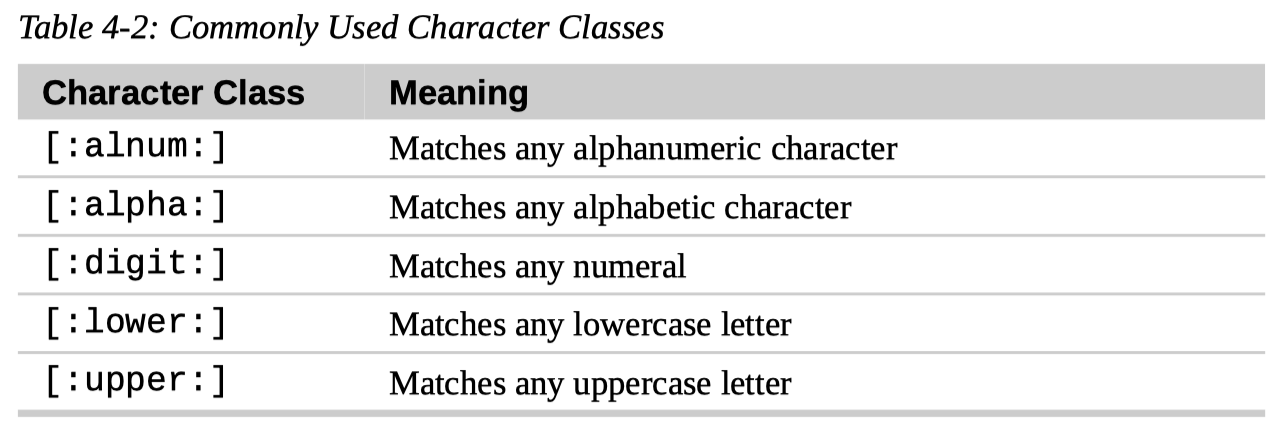 Table 4-2: Commonly Used Character Classes
Character Class Meaning
[:alnum:] Matches any alphanumeric character
[:alpha:] Matches any alphabetic character
[:digit:] Matches any numeral
[:lower:] Matches any lowercase letter
[:upper:] Matches any uppercase letter